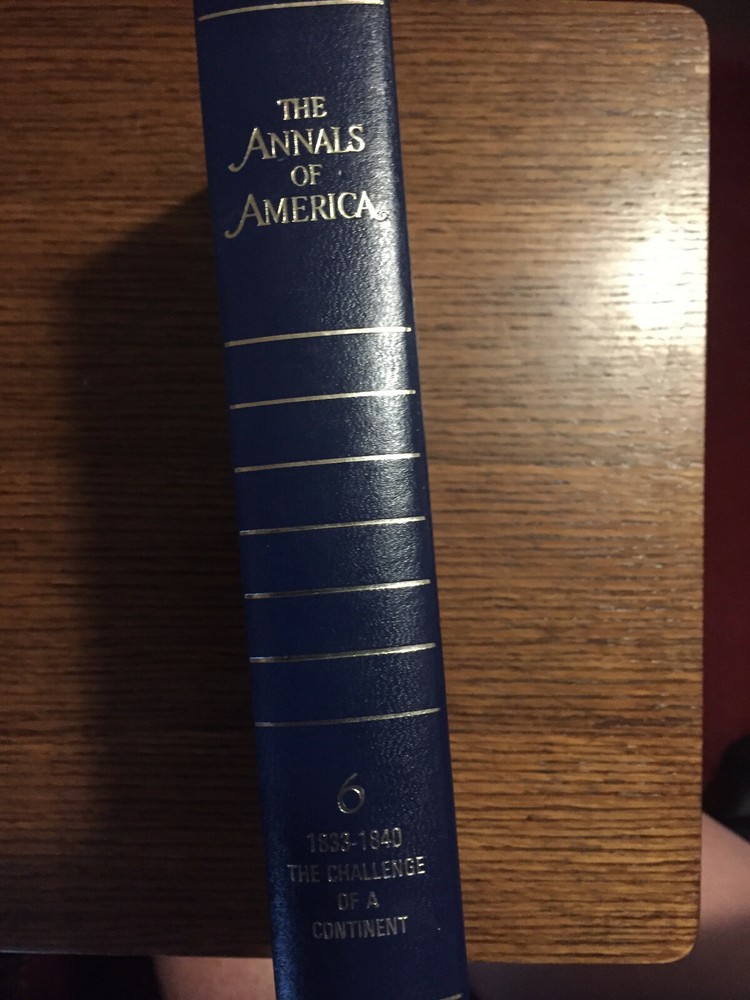 THE
ANNALS
OF
AMERICA
6
1833-1840
THE CHALLENGE
OF A
CONTINENT